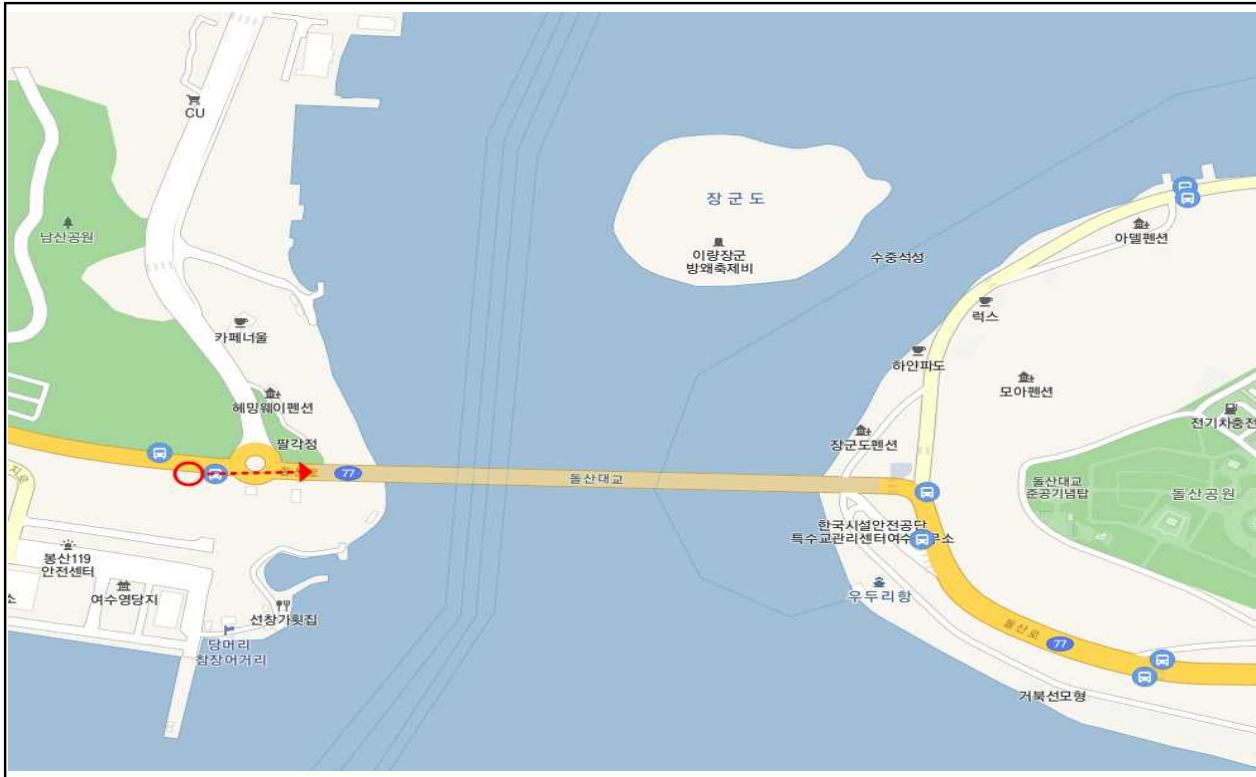 CU
남산공원
장군도
이량장군
방왜축제비
수중석성
아델펜션
럭스
하얀파도
모아펜션
카페너울
헤밍웨이펜션
팔각정
77
돌산대교
장군도펜션
전기차충전
돌산대교
준공기념탑
돌산공원
한국시설안전공단
특수교관리센터여수
소
우두리항
봉산119
안전센터
여수영당지
소
선창가횟집
당머리
참장어거리
돌산로
77
거북선모형